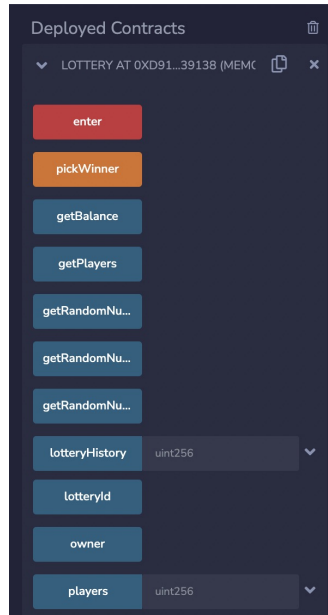 Deployed Contracts
LOTTERY AT 0XD91...39138 (MEMC
enter
pickWinner
getBalance
getPlayers
getRandomNu...
getRandomNu...
getRandomNu...
lotteryHistory uint256
lotteryId
owner
players uint256